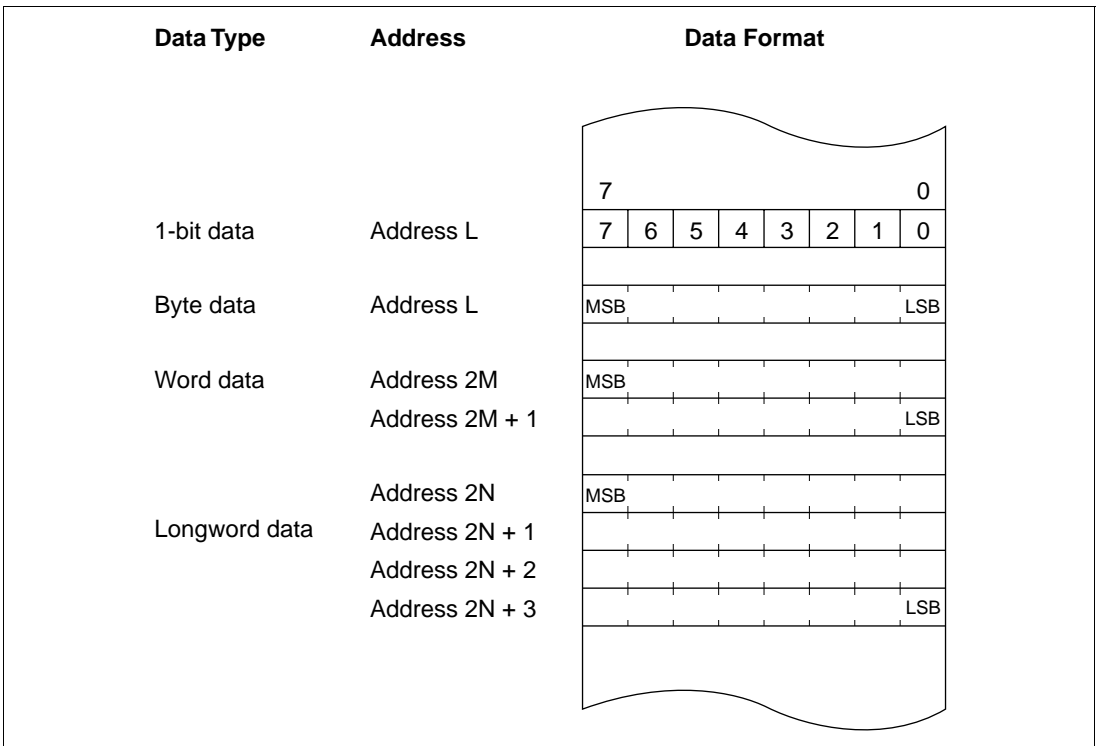 Data Type Address Data Format
7 0
1-bit data Address L 7 6 5 4 3 2 1 0
Byte data Address L MSB LSB
Word data Address 2M MSB
Address 2M + 1 LSB
Address 2N MSB
Longword data Address 2N + 1
Address 2N + 2
Address 2N + 3 LSB